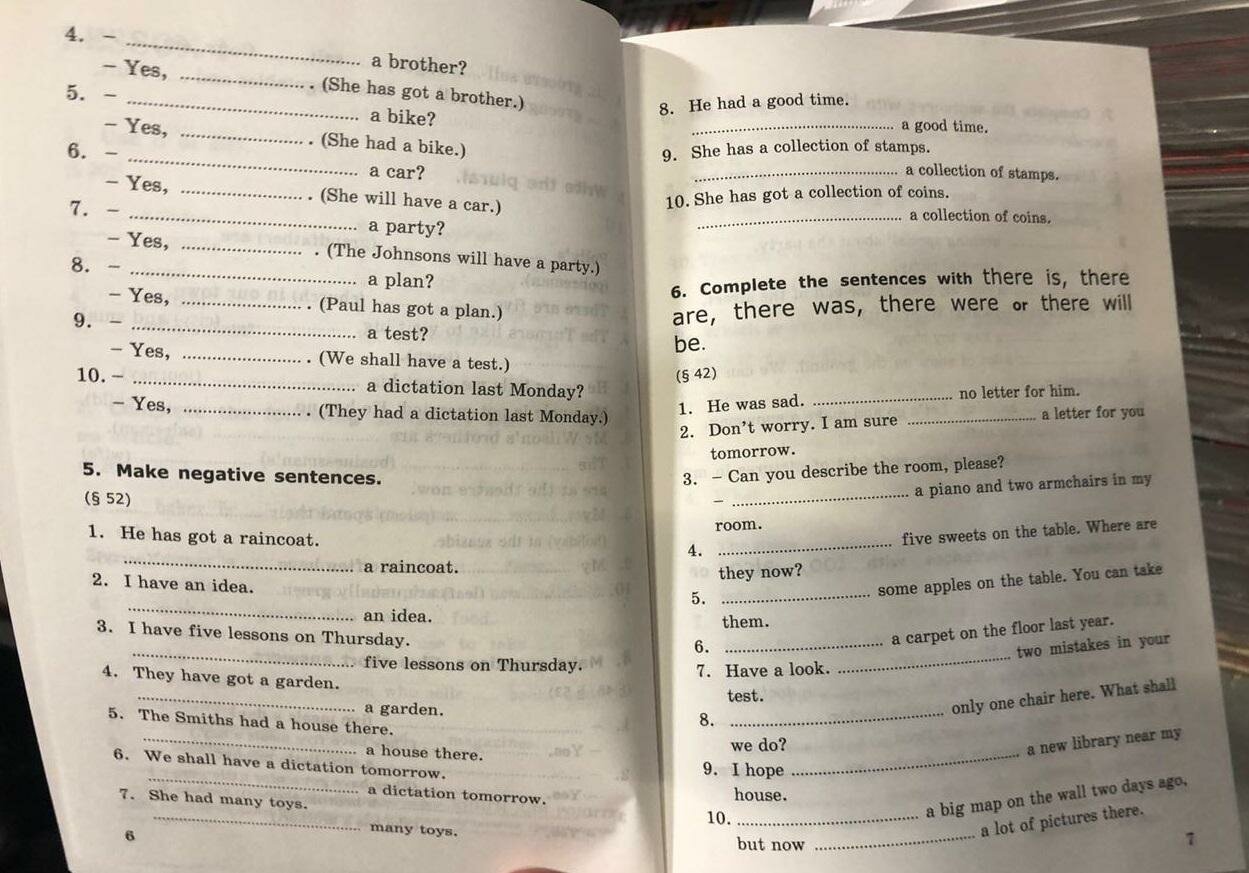 4. – .................... a brother?
– Yes, .................... . (She has got a brother.)
5. – .................... a bike?
– Yes, .................... . (She had a bike.)
6. – .................... a car?
– Yes, .................... . (She will have a car.)
7. – .................... a party?
– Yes, .................... . (The Johnsons will have a party.)
8. – .................... a plan?
– Yes, .................... . (Paul has got a plan.)
9. – .................... a test?
– Yes, .................... . (We shall have a test.)
10. – .................... a dictation last Monday?
– Yes, .................... . (They had a dictation last Monday.)
5. Make negative sentences.
(§ 52)
1. He has got a raincoat.
.................... a raincoat.
2. I have an idea.
.................... an idea.
3. I have five lessons on Thursday.
.................... five lessons on Thursday.
4. They have got a garden.
.................... a garden.
5. The Smiths had a house there.
.................... a house there.
6. We shall have a dictation tomorrow.
.................... a dictation tomorrow.
7. She had many toys.
.................... many toys.
6
8. He had a good time.
.................... a good time.
9. She has a collection of stamps.
.................... a collection of stamps.
10. She has got a collection of coins.
.................... a collection of coins.
6. Complete the sentences with there is, there
are, there was, there were or there will
be.
(§ 42)
1. He was sad. .................... no letter for him.
2. Don't worry. I am sure .................... a letter for you
tomorrow.
3. – Can you describe the room, please?
– .................... a piano and two armchairs in my
room.
4. .................... five sweets on the table. Where are
they now?
5. .................... some apples on the table. You can take
them.
6. .................... a carpet on the floor last year.
7. Have a look. .................... two mistakes in your
test.
8. .................... only one chair here. What shall
we do?
9. I hope .................... a new library near my
house.
10. .................... a big map on the wall two days ago,
but now .................... a lot of pictures there.
7